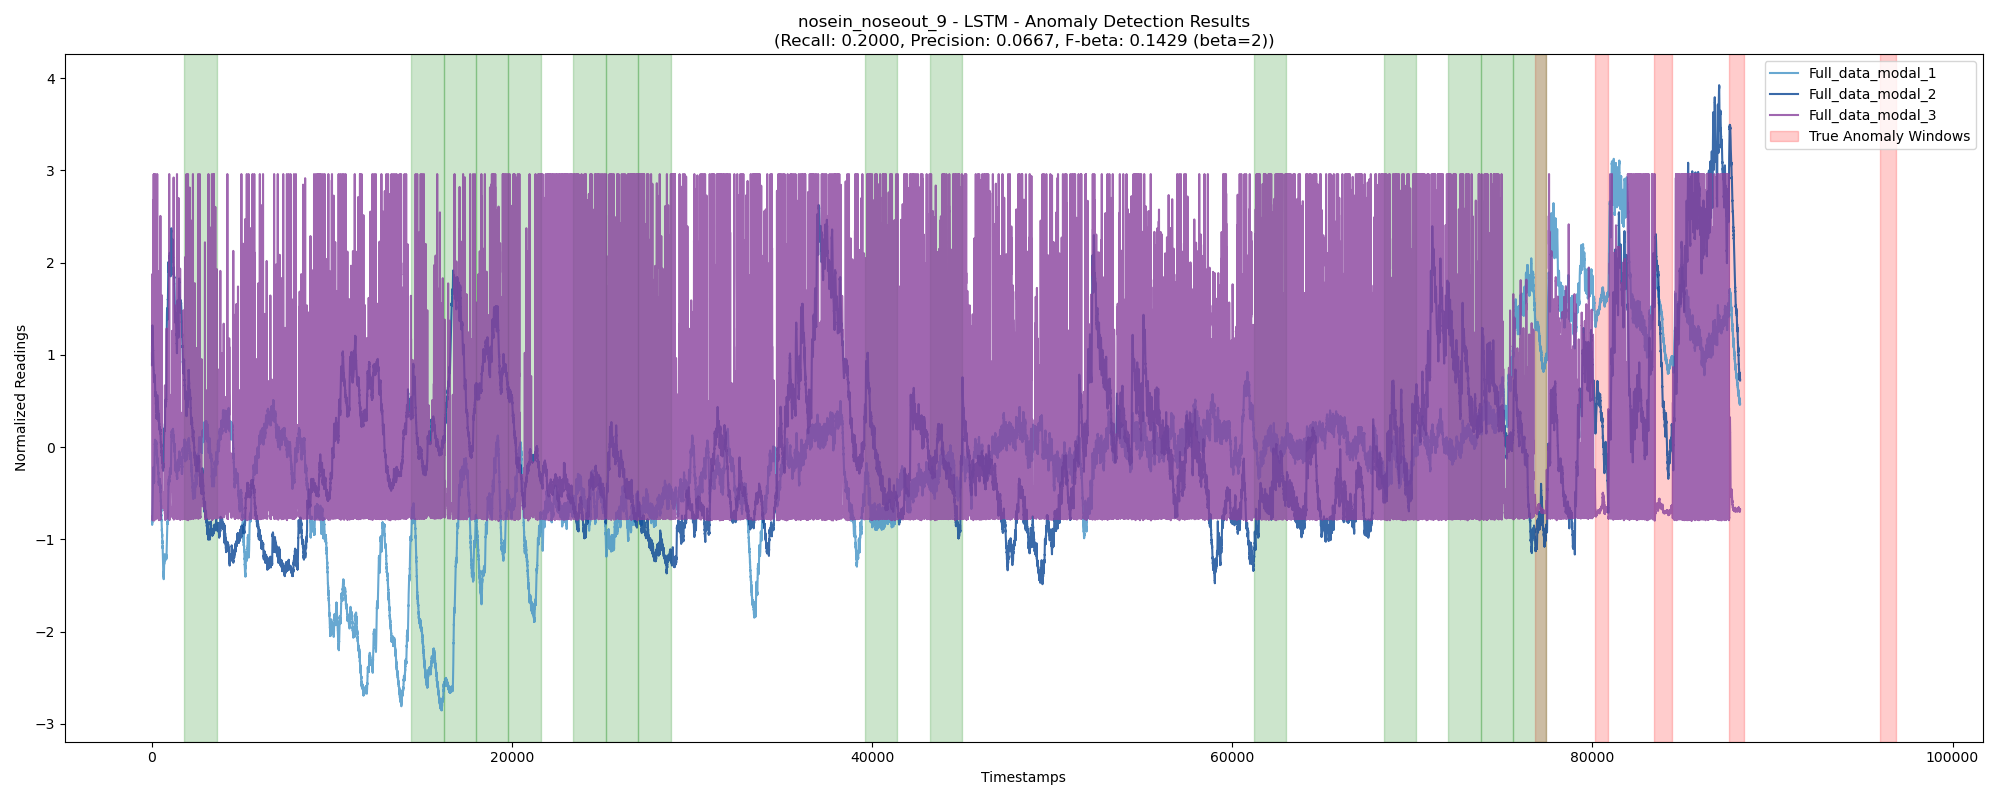 nosein_noseout_9 - LSTM - Anomaly Detection Results
(Recall: 0.2000, Precision: 0.0667, F-beta: 0.1429 (beta=2))
Full_data_modal_1
Full_data_modal_2
Full_data_modal_3
True Anomaly Windows
Normalized Readings
4
3
2
1
0
−1
−2
−3
0
20000
40000
60000
80000
100000
Timestamps